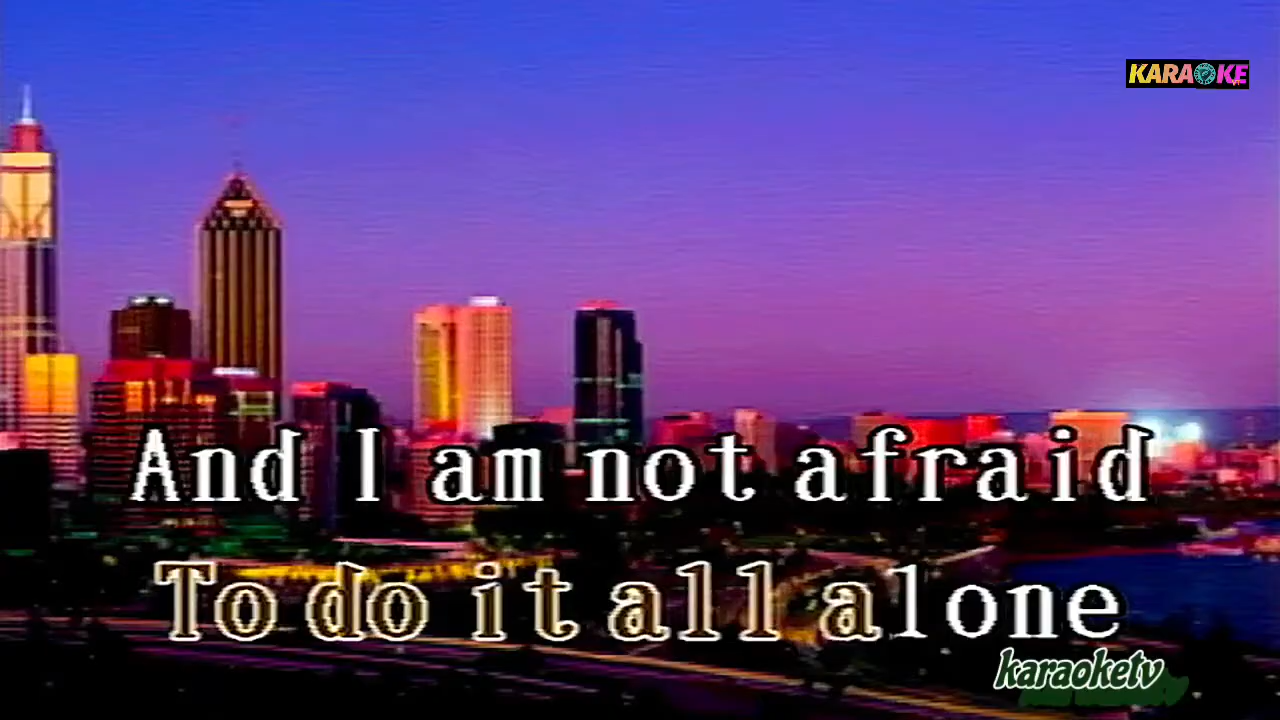 KARAOKE
And I am not afraid
To do it all alone
karaoketv